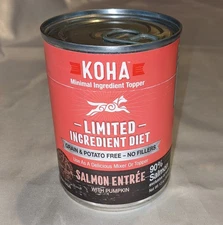 KOHA
Minimal Ingredient Topper
LIMITED
INGREDIENT DIET
GRAIN & POTATO FREE - NO FILLERS
Use As A Delicious Mixer Or Topper
SALMON ENTRÉE
WITH PUMPKIN
90%
Salmon